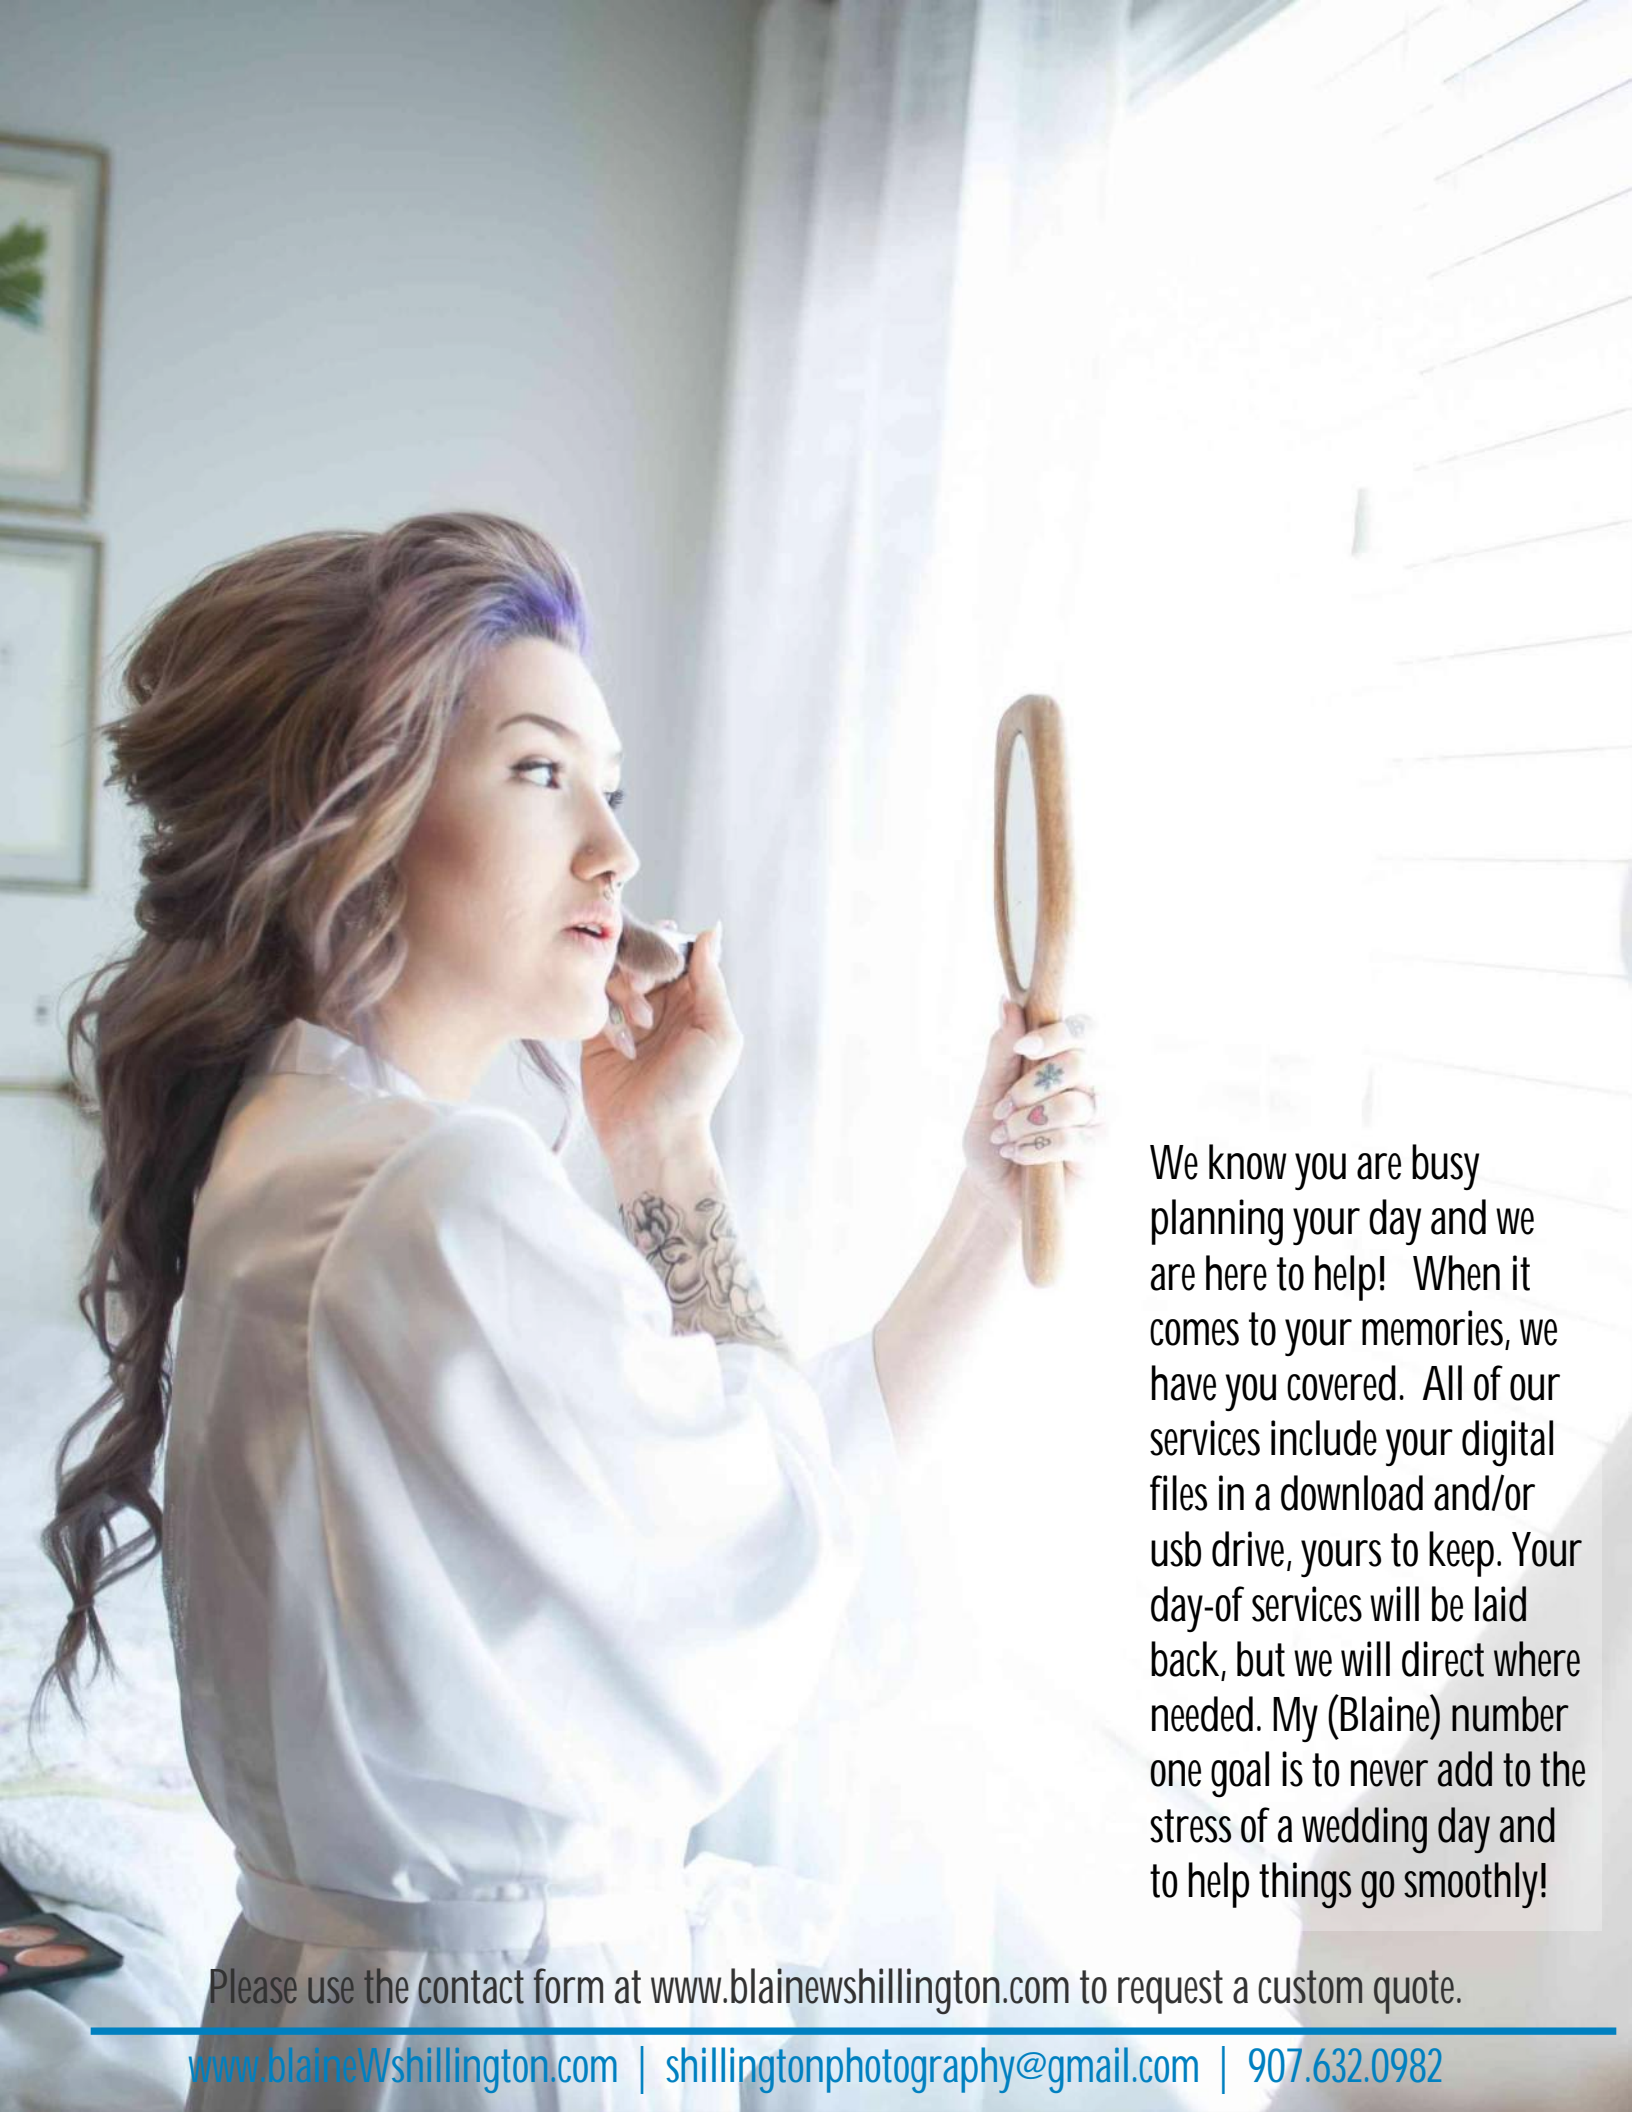 We know you are busy
planning your day and we
are here to help!   When it
comes to your memories, we
have you covered.  All of our
services include your digital
files in a download and/or
usb drive, yours to keep. Your
day-of services will be laid
back, but we will direct where
needed. My (Blaine) number
one goal is to never add to the
stress of a wedding day and
to help things go smoothly!
Please use the contact form at www.blainewshillington.com to request a custom quote.
www.blaineWshillington.com | shillingtonphotography@gmail.com | 907.632.0982